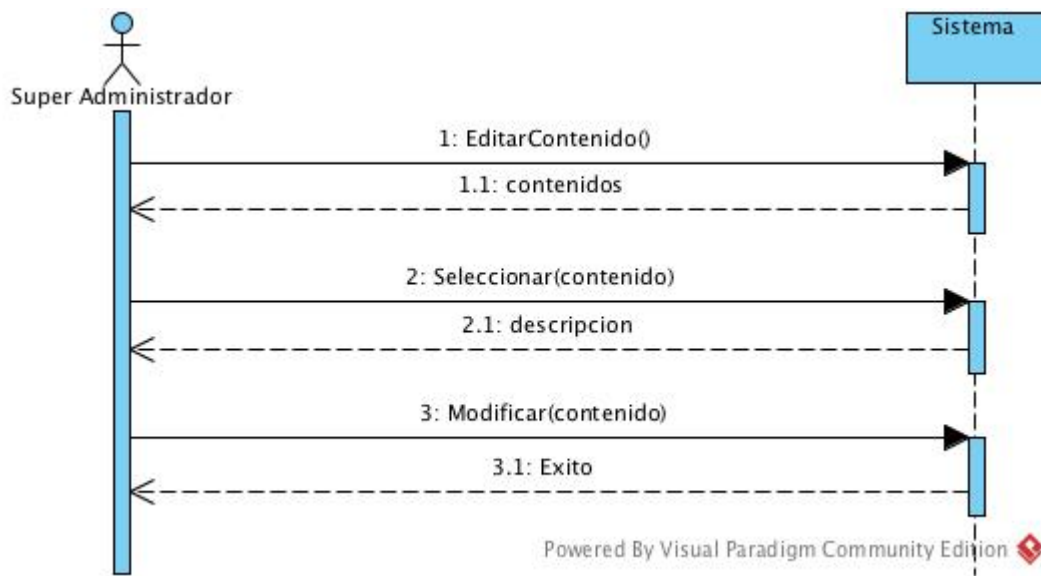 Sistema
Super Administrador
1: EditarContenido()
1.1: contenidos
2: Seleccionar(contenido)
2.1: descripcion
3: Modificar(contenido)
3.1: Exito
Powered By Visual Paradigm Community Edition